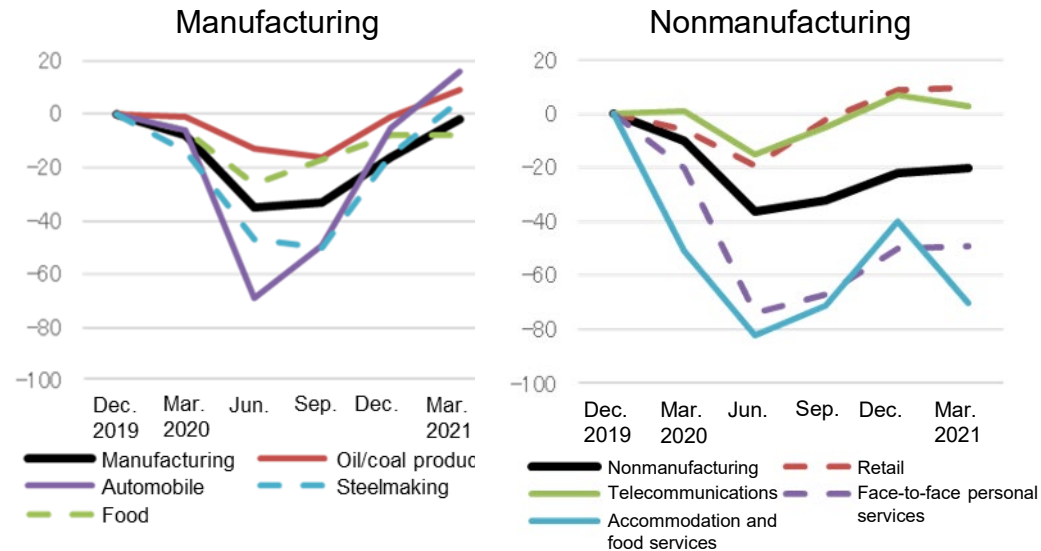 Manufacturing
20
0
−20
−40
−60
−80
−100
Dec. Mar. Jun. Sep. Dec. Mar.
2019 2020 2021
Manufacturing Oil/coal produc
Automobile Steelmaking
Food
Nonmanufacturing
20
0
−20
−40
−60
−80
−100
Dec. Mar. Jun. Sep. Dec. Mar.
2019 2020 2021
Nonmanufacturing Retail
Telecommunications Face-to-face personal
services
Accommodation and
food services